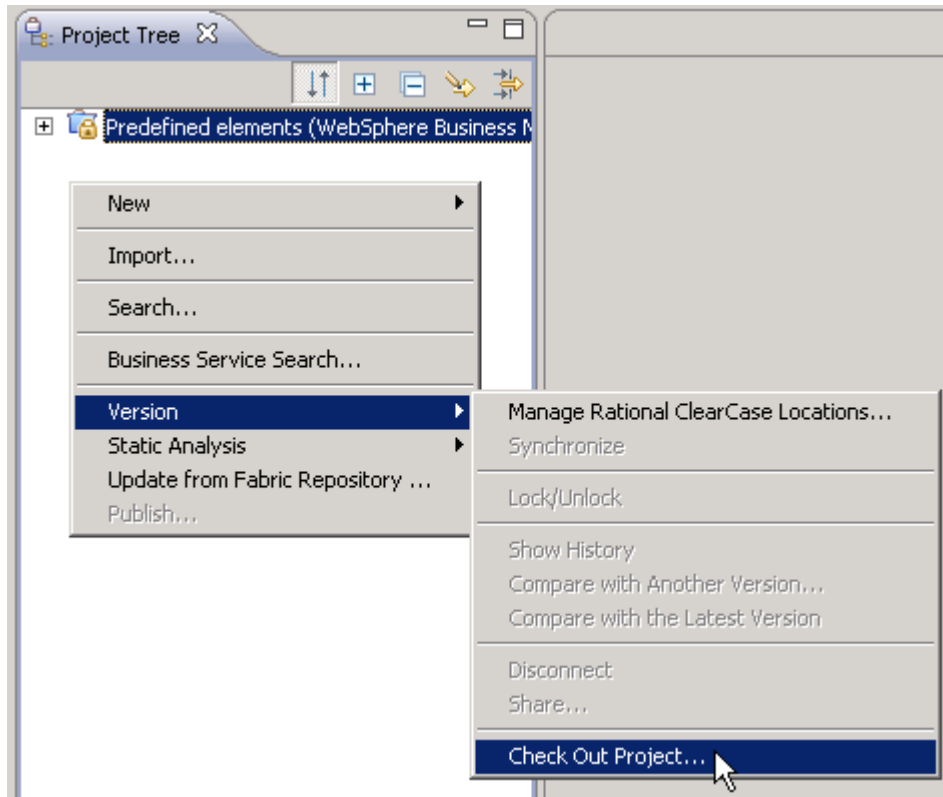 Project Tree
Predefined elements (WebSphere Business
New
Import...
Search...
Business Service Search...
Version
Static Analysis
Update from Fabric Repository ...
Publish...
Manage Rational ClearCase Locations...
Synchronize
Lock/Unlock
Show History
Compare with Another Version...
Compare with the Latest Version
Disconnect
Share...
Check Out Project...